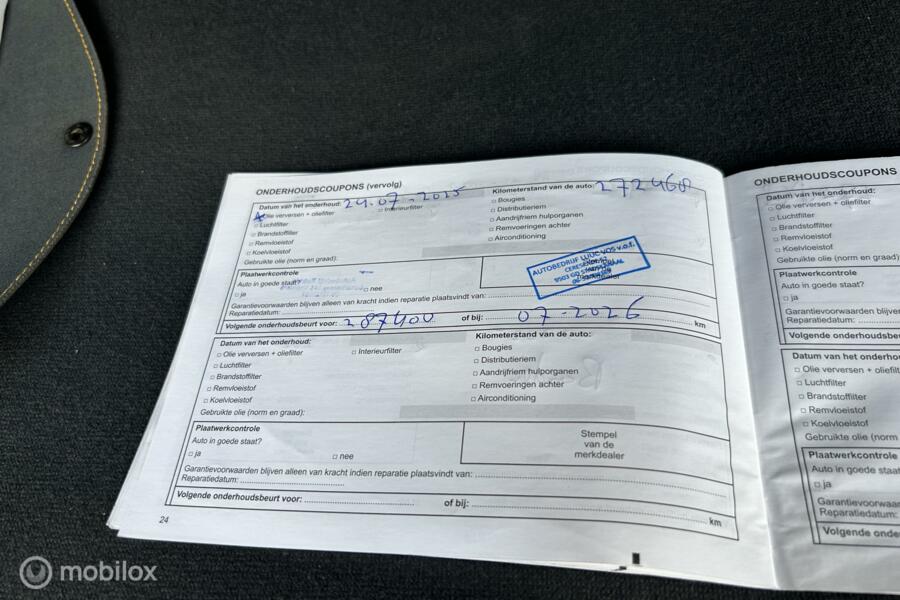 ONDERHOUDSCOUPONS (vervolg)
Datum van het onderhoud: 24.07-2025
Kilometerstand van de auto: 272460
Olie verversen + oliefilter
Interieurfilter
Bougies
Luchtfilter
Distributieriem
Brandstoffilter
Aandrijfriem hulporganen
Remvloeistof
Remvoeringen achter
Koelvloeistof
Airconditioning
Gebruikte olie (norm en graad):
Plaatwerkcontrole
Auto in goede staat?
ja
nee
AUTOBEDRIJF LUUC VOS v.o.f.
Garantievoorwaarden blijven alleen van kracht indien reparatie plaatsvindt van:
Reparatiedatum:
Volgende onderhoudsbeurt voor: 287400 of bij: 07-2026 km
Datum van het onderhoud:
Kilometerstand van de auto:
Olie verversen + oliefilter
Interieurfilter
Bougies
Luchtfilter
Distributieriem
Brandstoffilter
Aandrijfriem hulporganen
Remvloeistof
Remvoeringen achter
Koelvloeistof
Airconditioning
Gebruikte olie (norm en graad):
Plaatwerkcontrole
Auto in goede staat?
ja
nee
Stempel
van de
merkdealer
Garantievoorwaarden blijven alleen van kracht indien reparatie plaatsvindt van:
Reparatiedatum:
Volgende onderhoudsbeurt voor: of bij: km
24
ONDERHOUDSCOUPONS
Datum van het onderhoud:
Olie verversen + oliefilter
Luchtfilter
Brandstoffilter
Remvloeistof
Koelvloeistof
Gebruikte olie (norm en graad):
Plaatwerkcontrole
Auto in goede staat?
ja
Garantievoorwaarden blijven
Reparatiedatum:
Volgende onderhoudsbeurt
Datum van het onderhou
Olie verversen + oliefilt
Luchtfilter
Brandstoffilter
Remvloeistof
Koelvloeistof
Gebruikte olie (norm
Plaatwerkcontrole
Auto in goede staat
ja
Garantievoorwaar
Reparatiedatum:
Volgende onde
mobilox